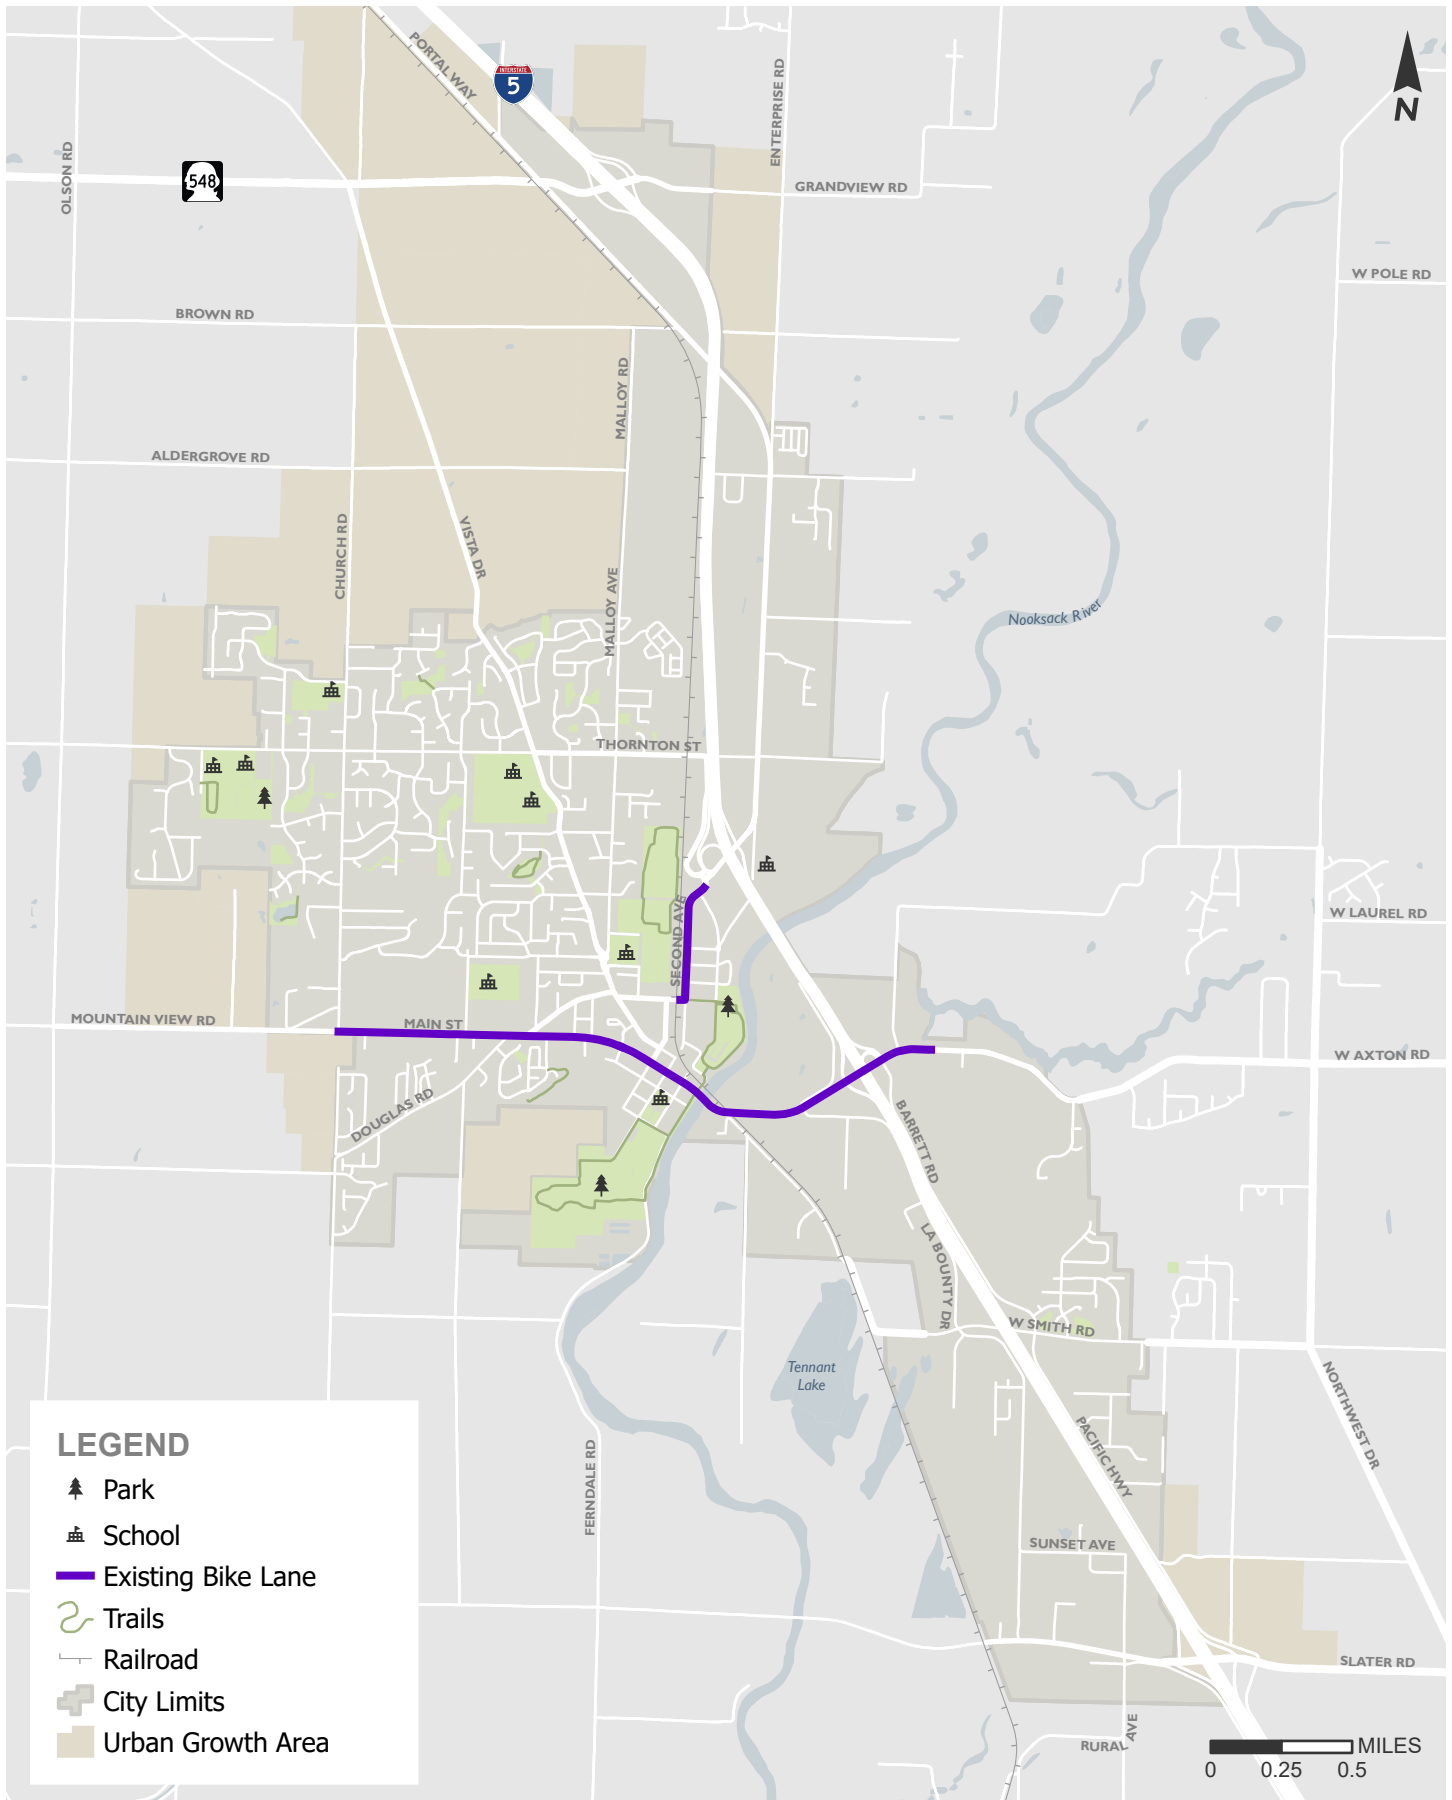 PORTAL WAY
INTERSTATE
5
ENTERPRISE RD
N
OLSON RD
548
GRANDVIEW RD
W POLE RD
BROWN RD
MALLOY RD
ALDERGROVE RD
CHURCH RD
VISTA DR
MALLOY AVE
Nooksack River
THORNTON ST
SECOND AVE
W LAUREL RD
MOUNTAIN VIEW RD
MAIN ST
W AXTON RD
DOUGLAS RD
BARRETT RD
LA BOUNTY DR
W SMITH RD
Tennant
Lake
NORTHWEST DR
PACIFIC HWY
FERNDALE RD
SUNSET AVE
SLATER RD
RURAL AVE
LEGEND
Park
School
Existing Bike Lane
Trails
Railroad
City Limits
Urban Growth Area
MILES
0 0.25 0.5